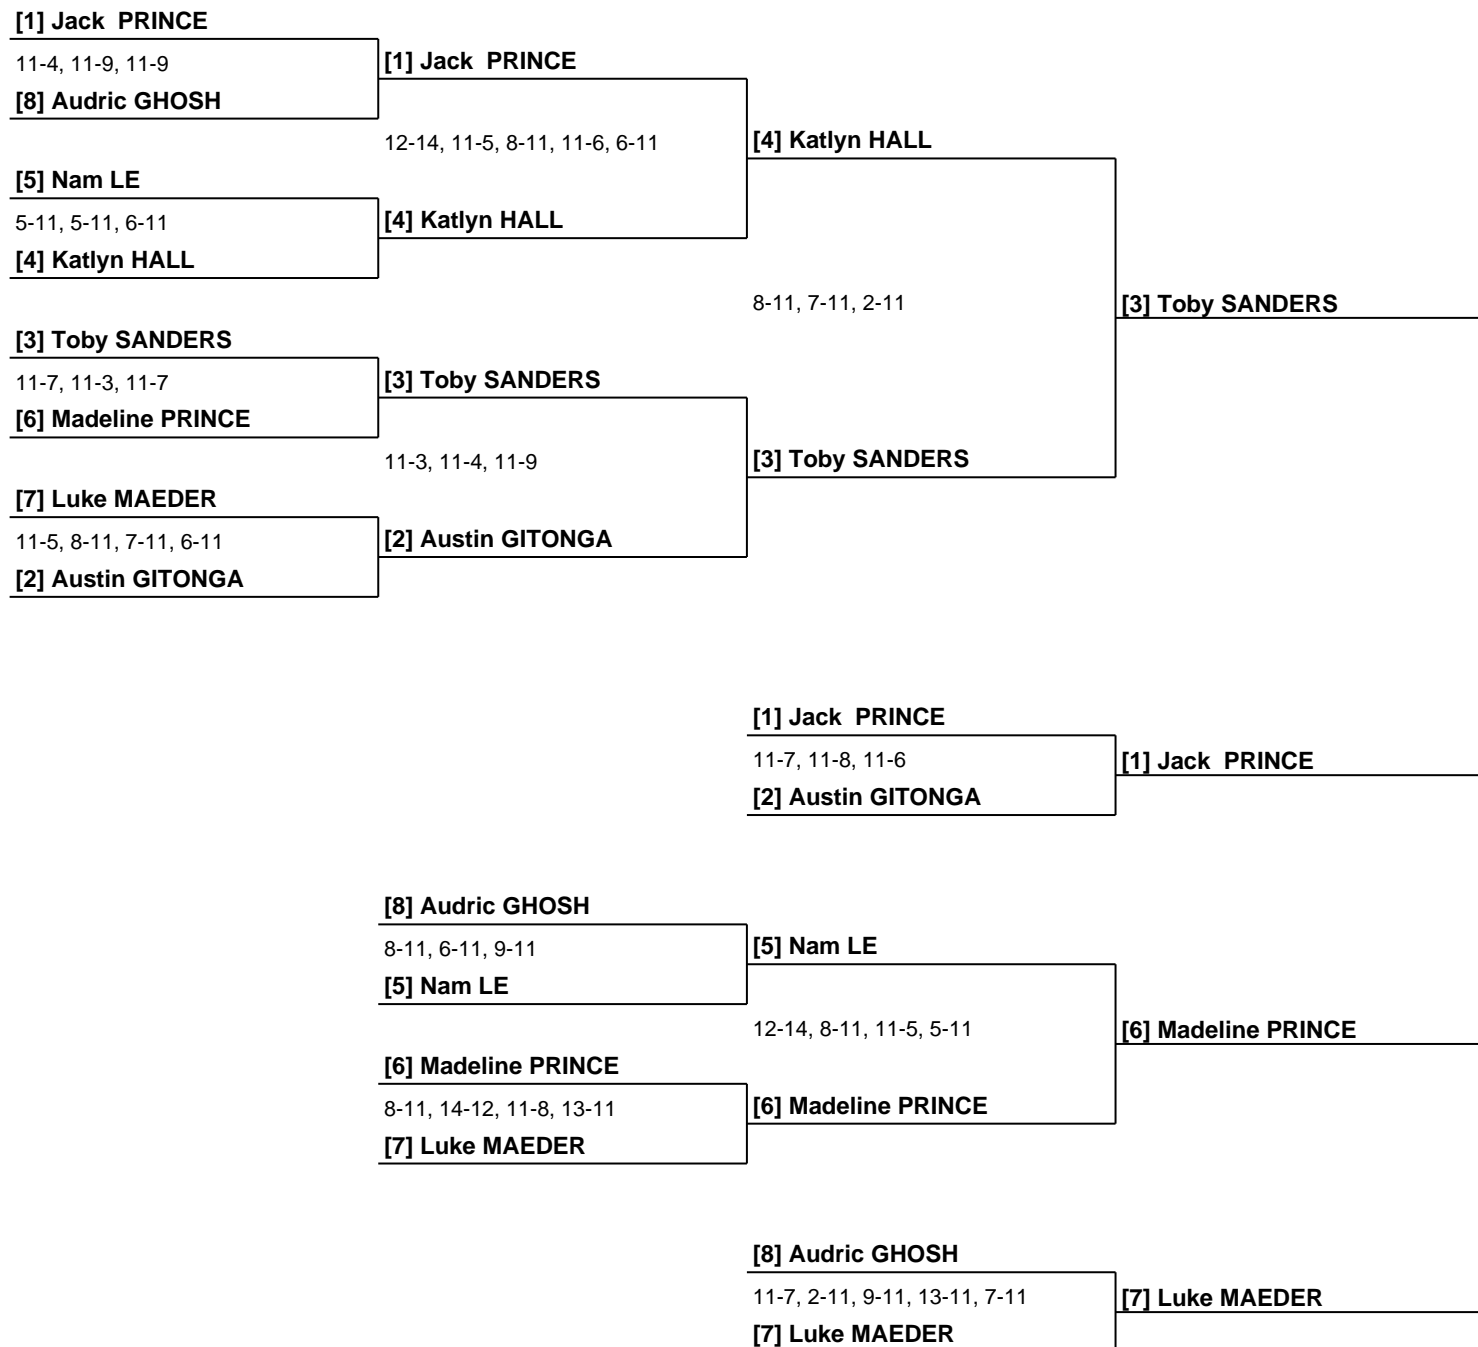 [1] Jack  PRINCE
11-4, 11-9, 11-9
[8] Audric GHOSH
[5] Nam LE
5-11, 5-11, 6-11
[4] Katlyn HALL
[3] Toby SANDERS
11-7, 11-3, 11-7
[6] Madeline PRINCE
[7] Luke MAEDER
11-5, 8-11, 7-11, 6-11
[2] Austin GITONGA
[1] Jack  PRINCE
12-14, 11-5, 8-11, 11-6, 6-11
[4] Katlyn HALL
[3] Toby SANDERS
11-3, 11-4, 11-9
[2] Austin GITONGA
[4] Katlyn HALL
8-11, 7-11, 2-11
[3] Toby SANDERS
[3] Toby SANDERS
[1] Jack  PRINCE
11-7, 11-8, 11-6
[2] Austin GITONGA
[1] Jack  PRINCE
[8] Audric GHOSH
8-11, 6-11, 9-11
[5] Nam LE
[6] Madeline PRINCE
8-11, 14-12, 11-8, 13-11
[7] Luke MAEDER
[5] Nam LE
12-14, 8-11, 11-5, 5-11
[6] Madeline PRINCE
[6] Madeline PRINCE
[8] Audric GHOSH
11-7, 2-11, 9-11, 13-11, 7-11
[7] Luke MAEDER
[7] Luke MAEDER